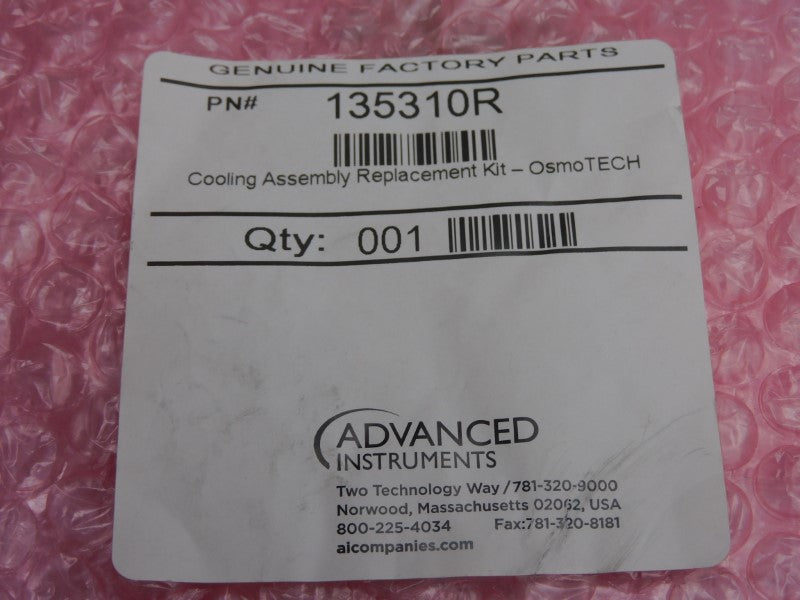 GENUINE FACTORY PARTS
PN# 135310R
Cooling Assembly Replacement Kit – OsmoTECH
Qty: 001
ADVANCED
INSTRUMENTS
Two Technology Way / 781-320-9000
Norwood, Massachusetts 02062, USA
800-225-4034 Fax:781-320-8181
aicompanies.com